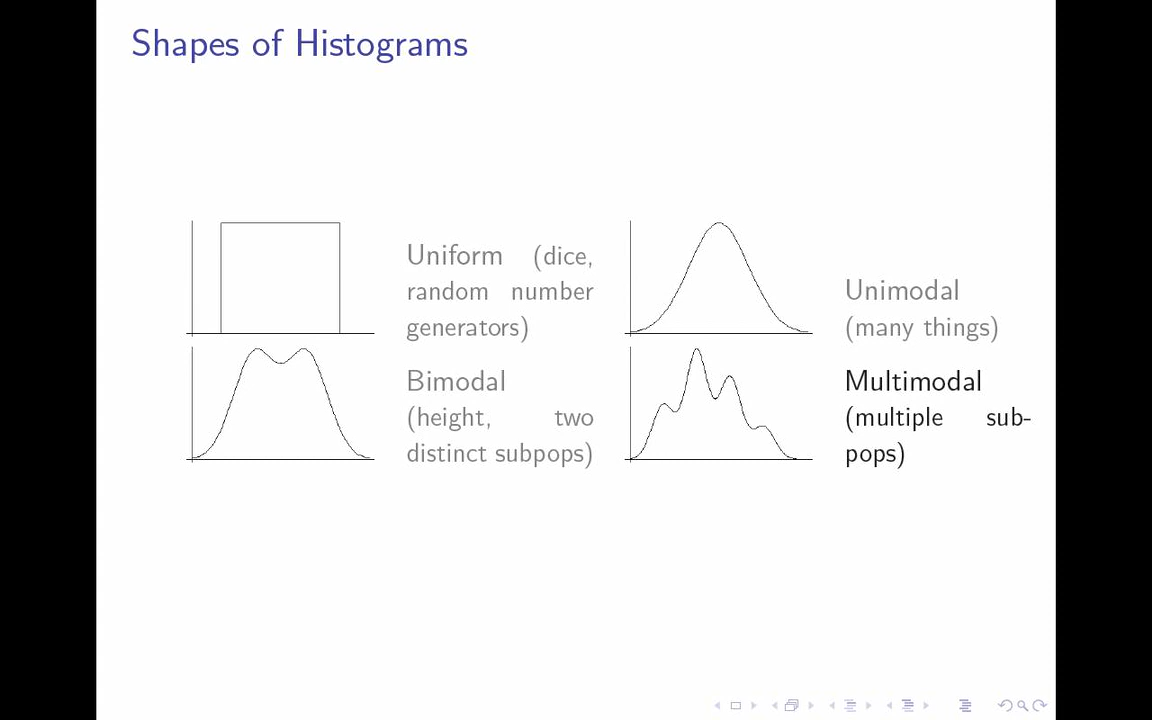 Shapes of Histograms
Uniform (dice,
random number
generators)
Unimodal
(many things)
Bimodal
(height, two
distinct subpops)
Multimodal
(multiple sub-
pops)